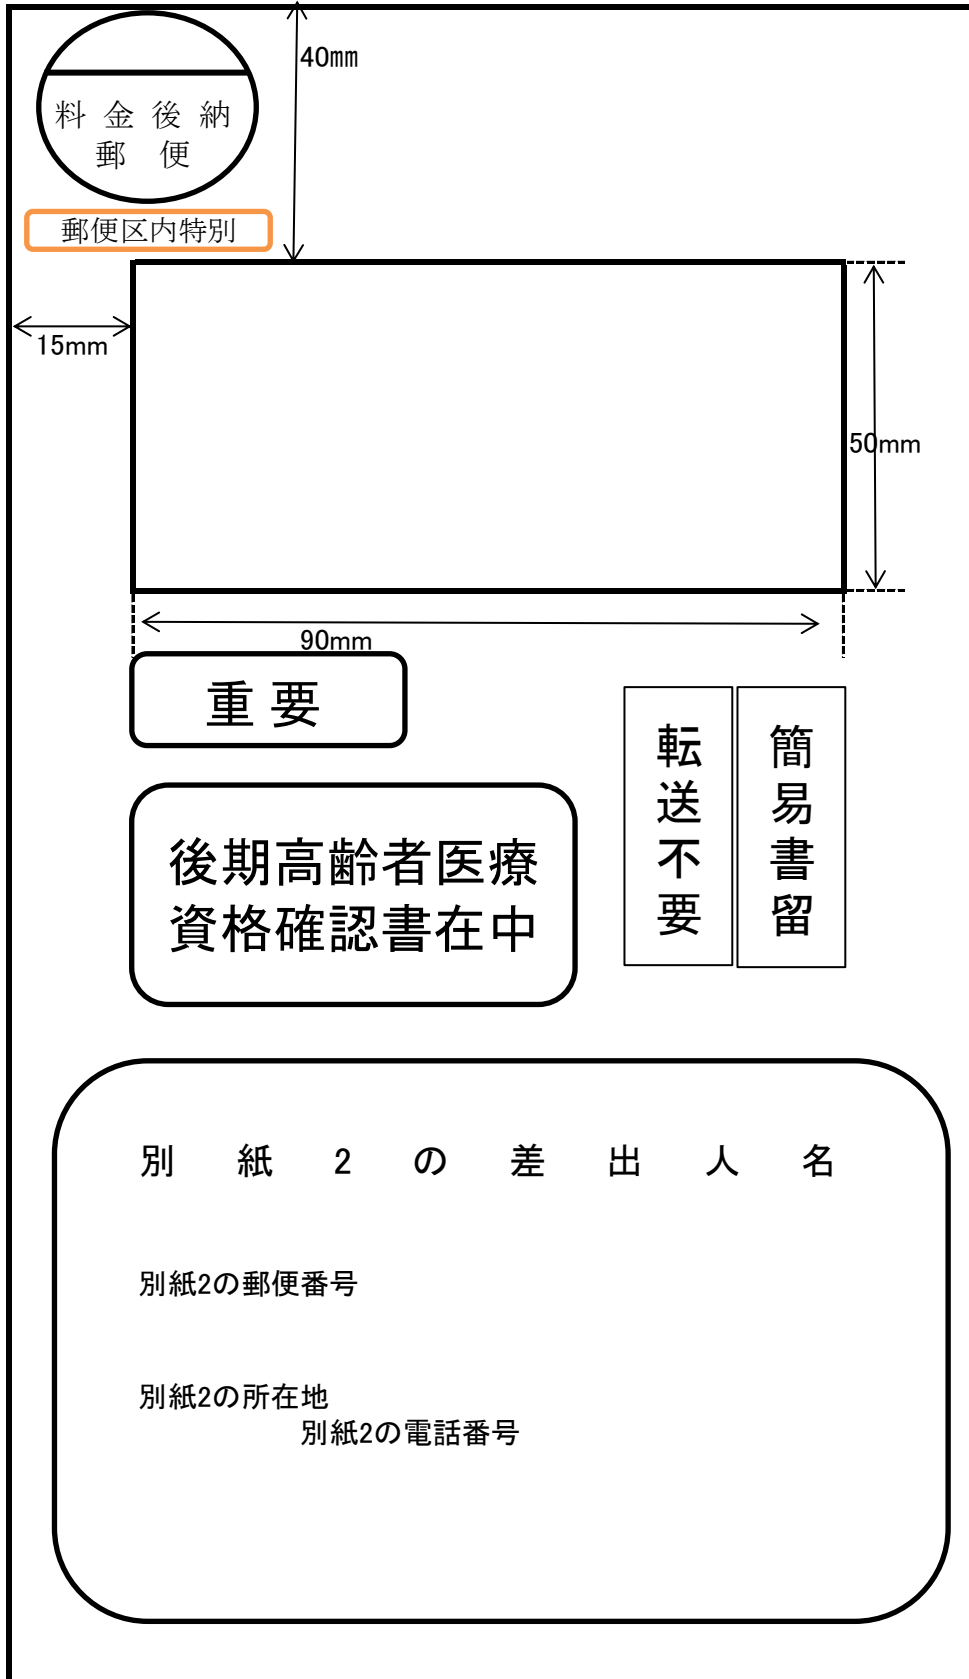 40mm
料金後納
郵便
郵便区内特別
15mm
50mm
90mm
重要
簡易書留
転送不要
後期高齢者医療
資格確認書在中
別紙2の差出人名
別紙2の郵便番号
別紙2の所在地
別紙2の電話番号